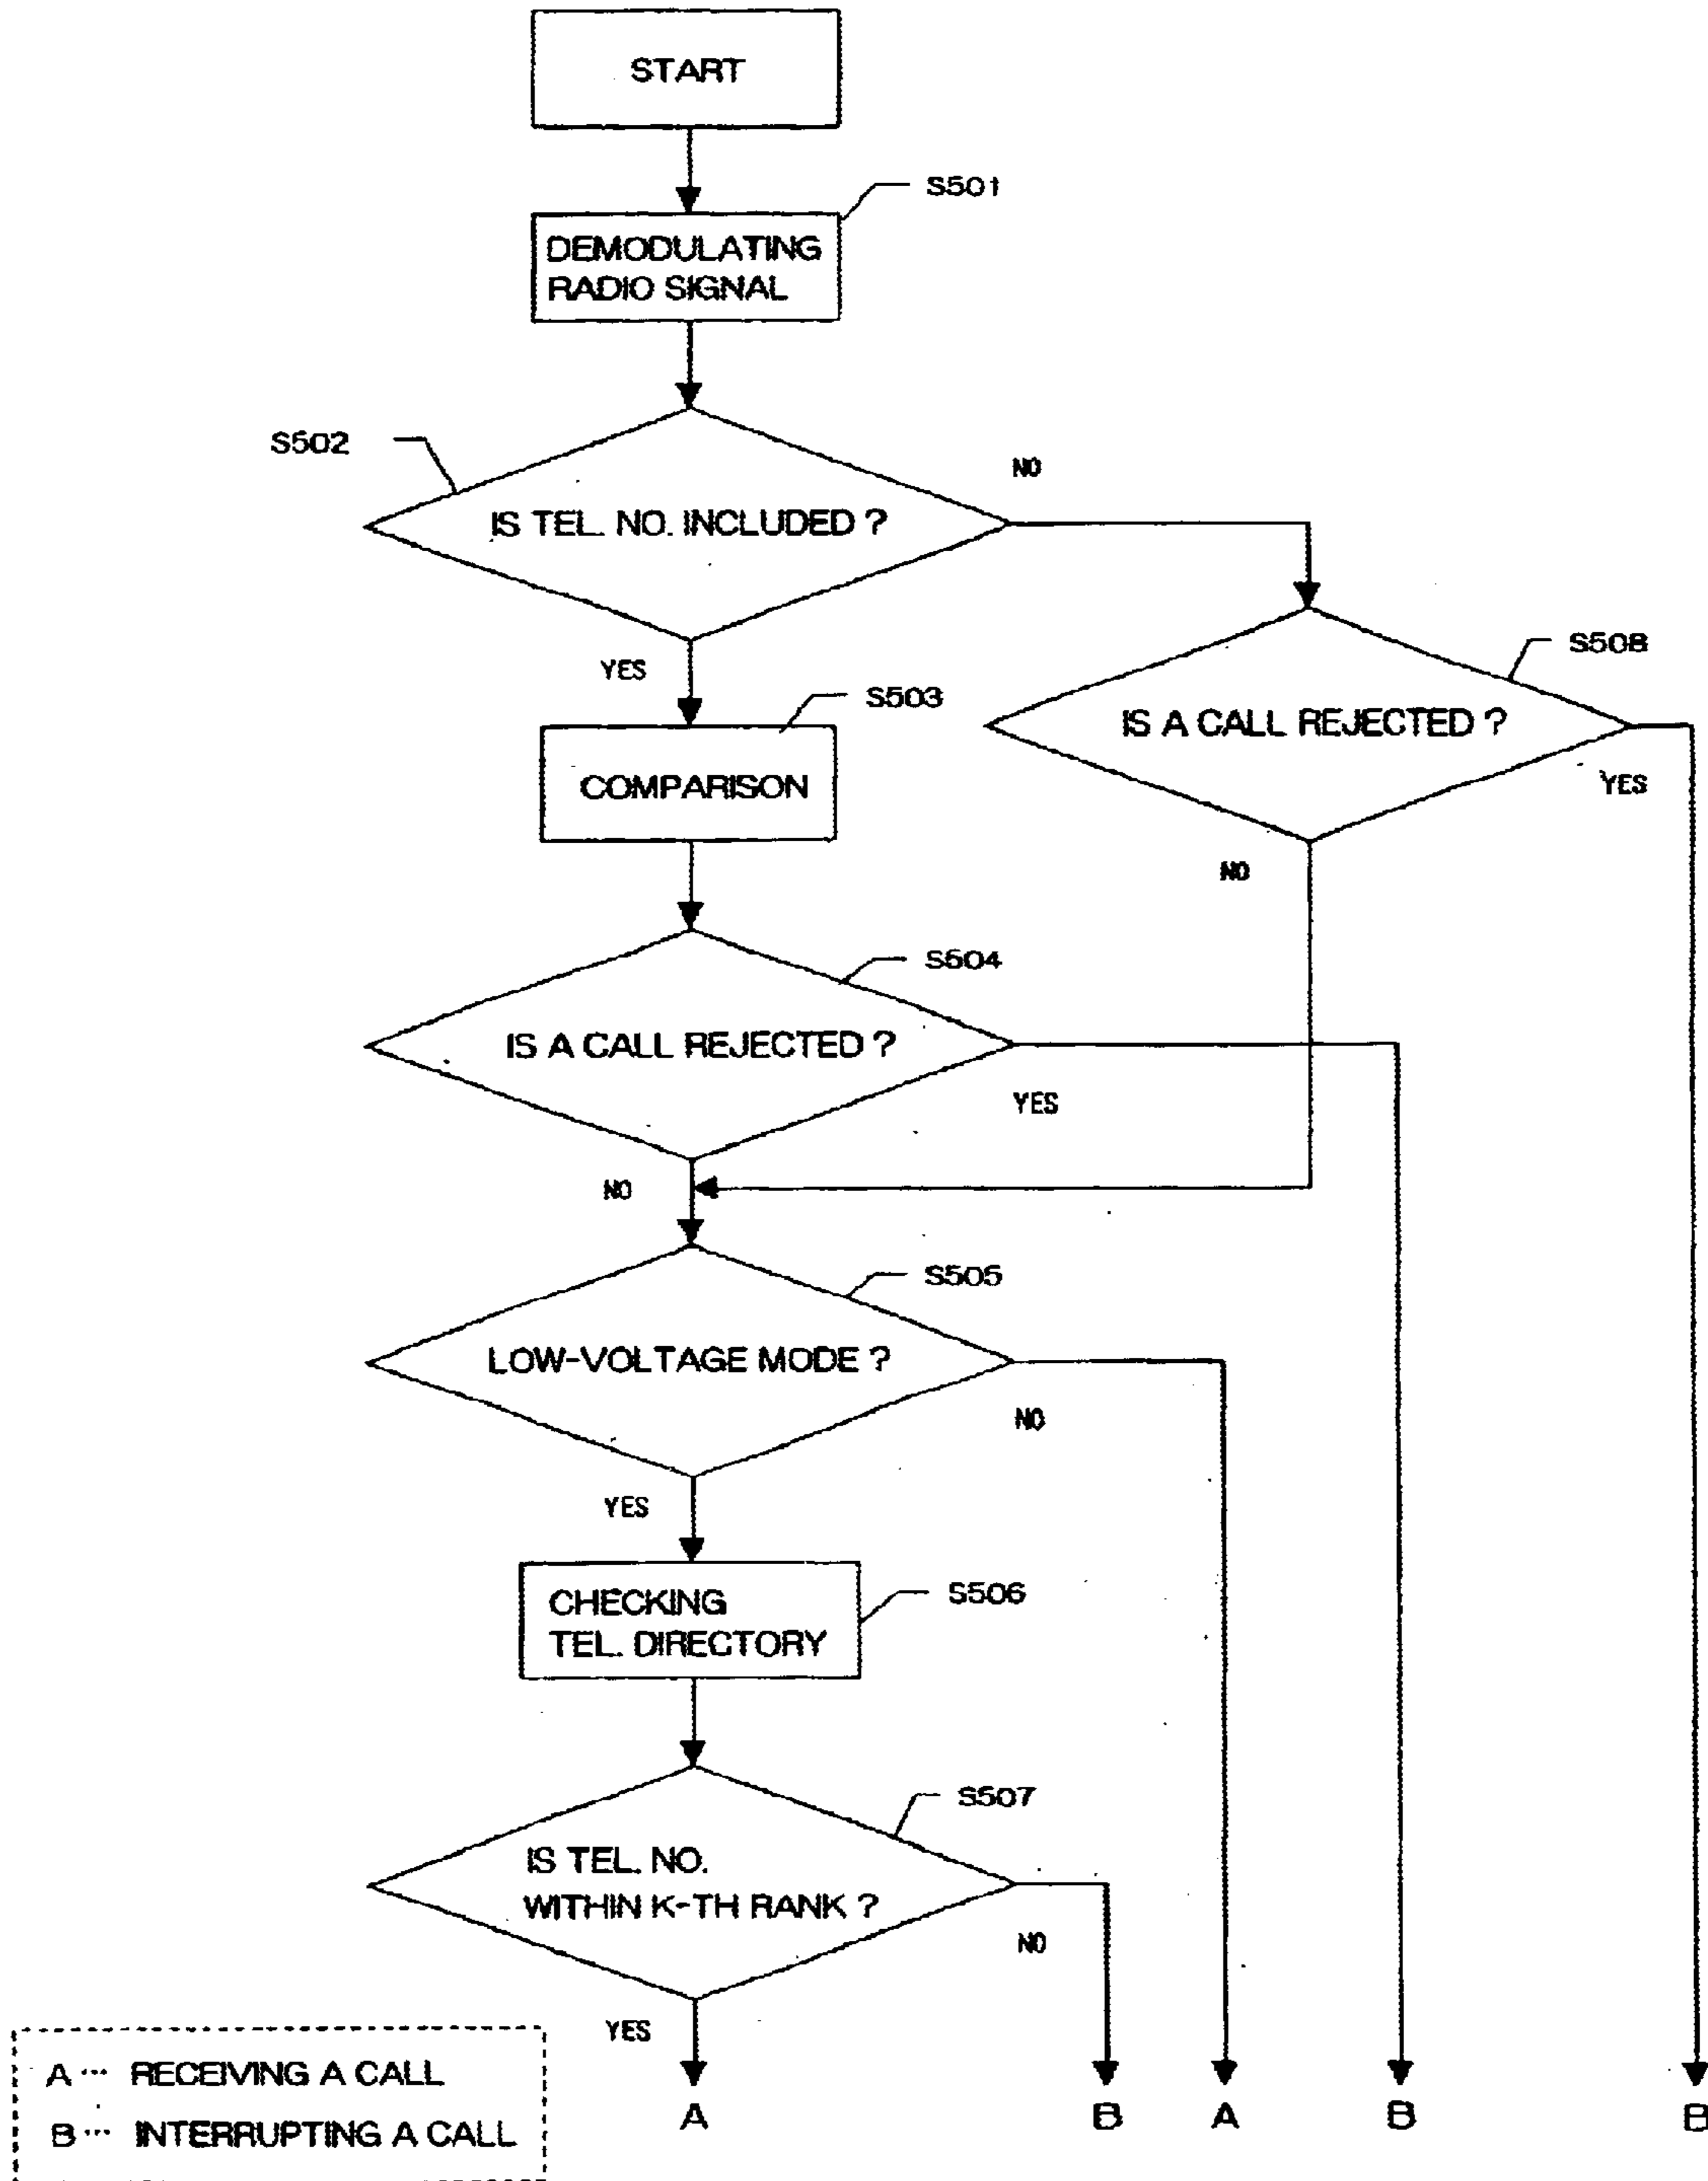 START
S501
DEMODULATING
RADIO SIGNAL
S502
NO
IS TEL. NO. INCLUDED ?
YES
S508
S503
IS A CALL REJECTED ?
YES
COMPARISON
NO
S504
IS A CALL REJECTED ?
YES
NO
S505
LOW-VOLTAGE MODE ?
NO
YES
S506
CHECKING
TEL. DIRECTORY
S507
IS TEL. NO.
WITHIN K-TH RANK ?
NO
YES
A ··· RECEIVING A CALL
B ··· INTERRUPTING A CALL
A B A B B